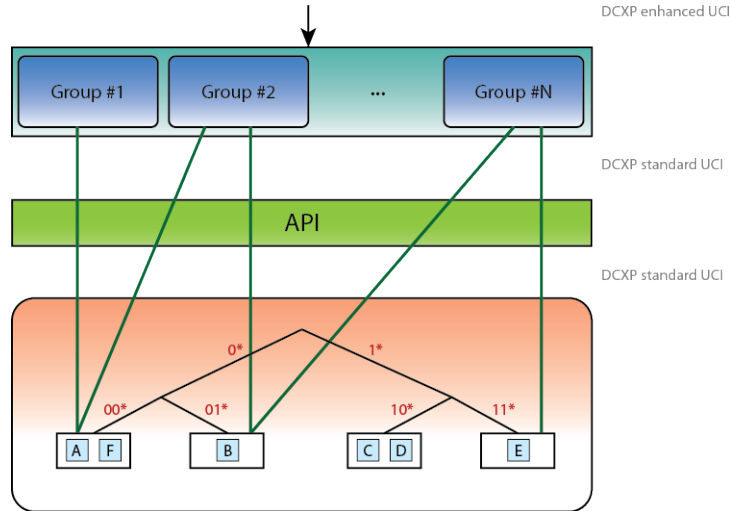 DCXP enhanced UCI
Group #1
Group #2
...
Group #N
DCXP standard UCI
API
DCXP standard UCI
0*
1*
00*
01*
10*
11*
A
F
B
C
D
E